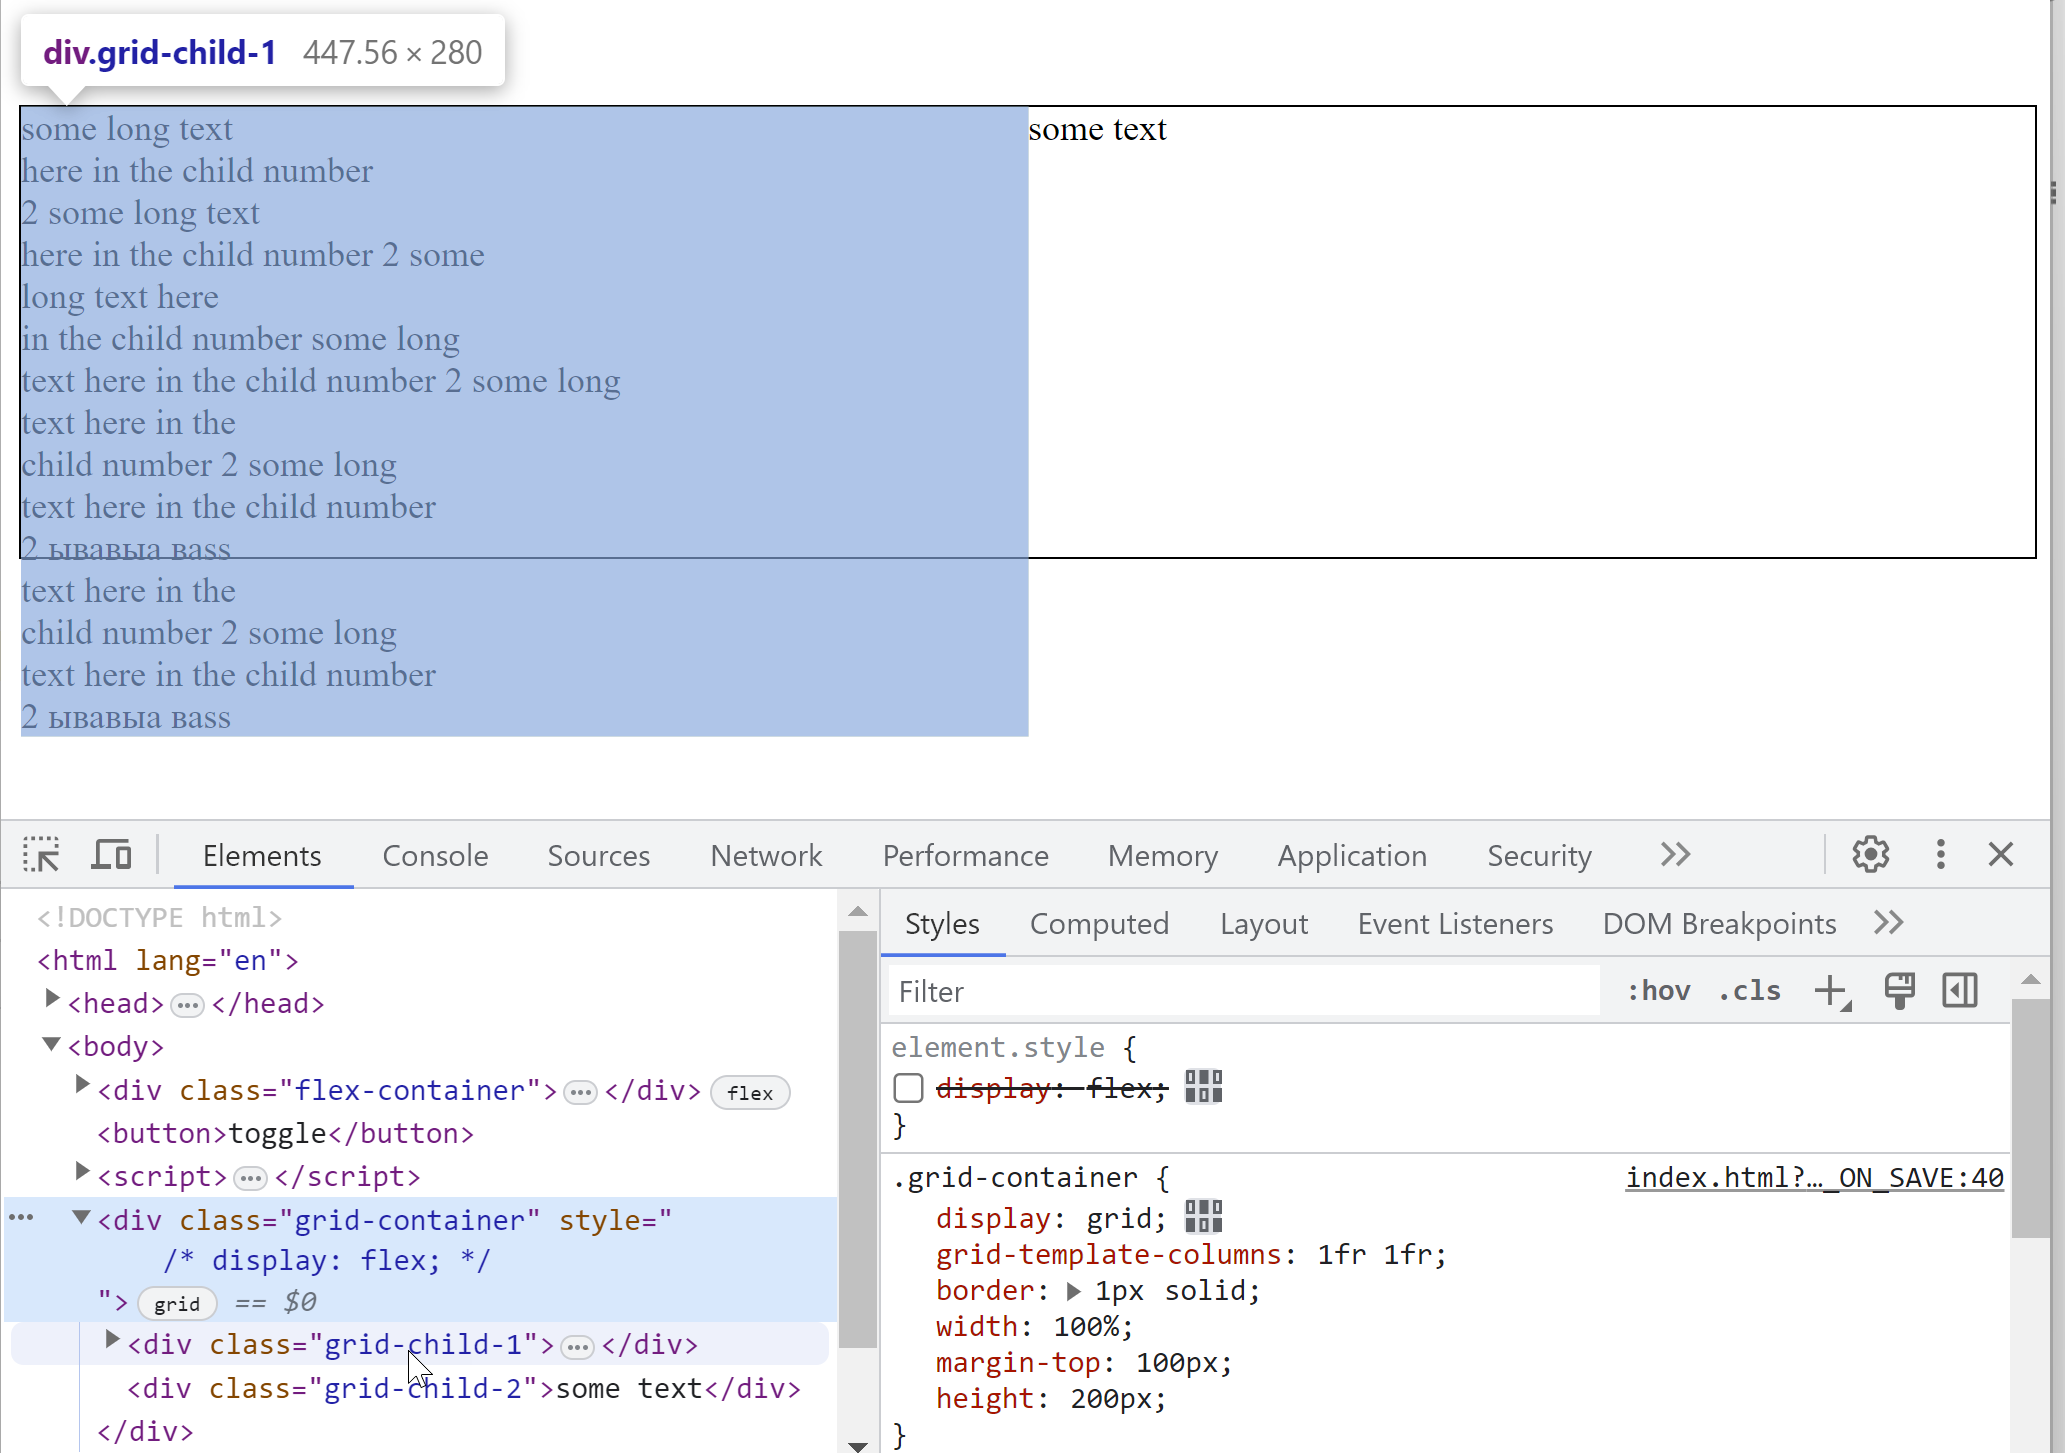 div.grid-child-1 447.56 × 280
some long text
here in the child number
2 some long text
here in the child number 2 some
long text here
in the child number some long
text here in the child number 2 some long
text here in the
child number 2 some long
text here in the child number
2 ывавыа вass
text here in the
child number 2 some long
text here in the child number
2 ывавыа вass
some text
Elements Console Sources Network Performance Memory Application Security
<!DOCTYPE html>
<html lang="en">
<head> ••• </head>
<body>
<div class="flex-container"> ••• </div> flex
<button>toggle</button>
<script> ••• </script>
<div class="grid-container" style="
/* display: flex; */
"> grid == $0
<div class="grid-child-1"> ••• </div>
<div class="grid-child-2">some text</div>
</div>
Styles Computed Layout Event Listeners DOM Breakpoints
Filter :hov .cls
element.style {
display: flex;
}
.grid-container { index.html?…_ON_SAVE:40
display: grid;
grid-template-columns: 1fr 1fr;
border: 1px solid;
width: 100%;
margin-top: 100px;
height: 200px;
}